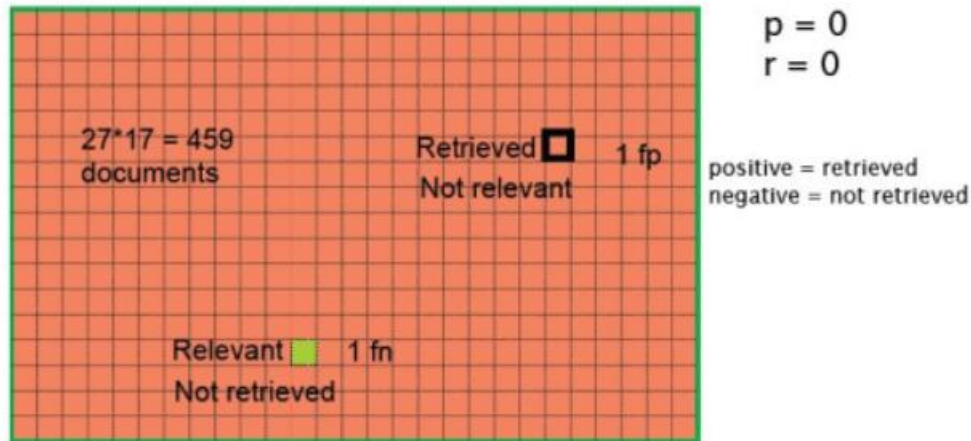 p = 0
r = 0
27*17 = 459
documents
Retrieved
1 fp
Not relevant
positive = retrieved
negative = not retrieved
Relevant
1 fn
Not retrieved